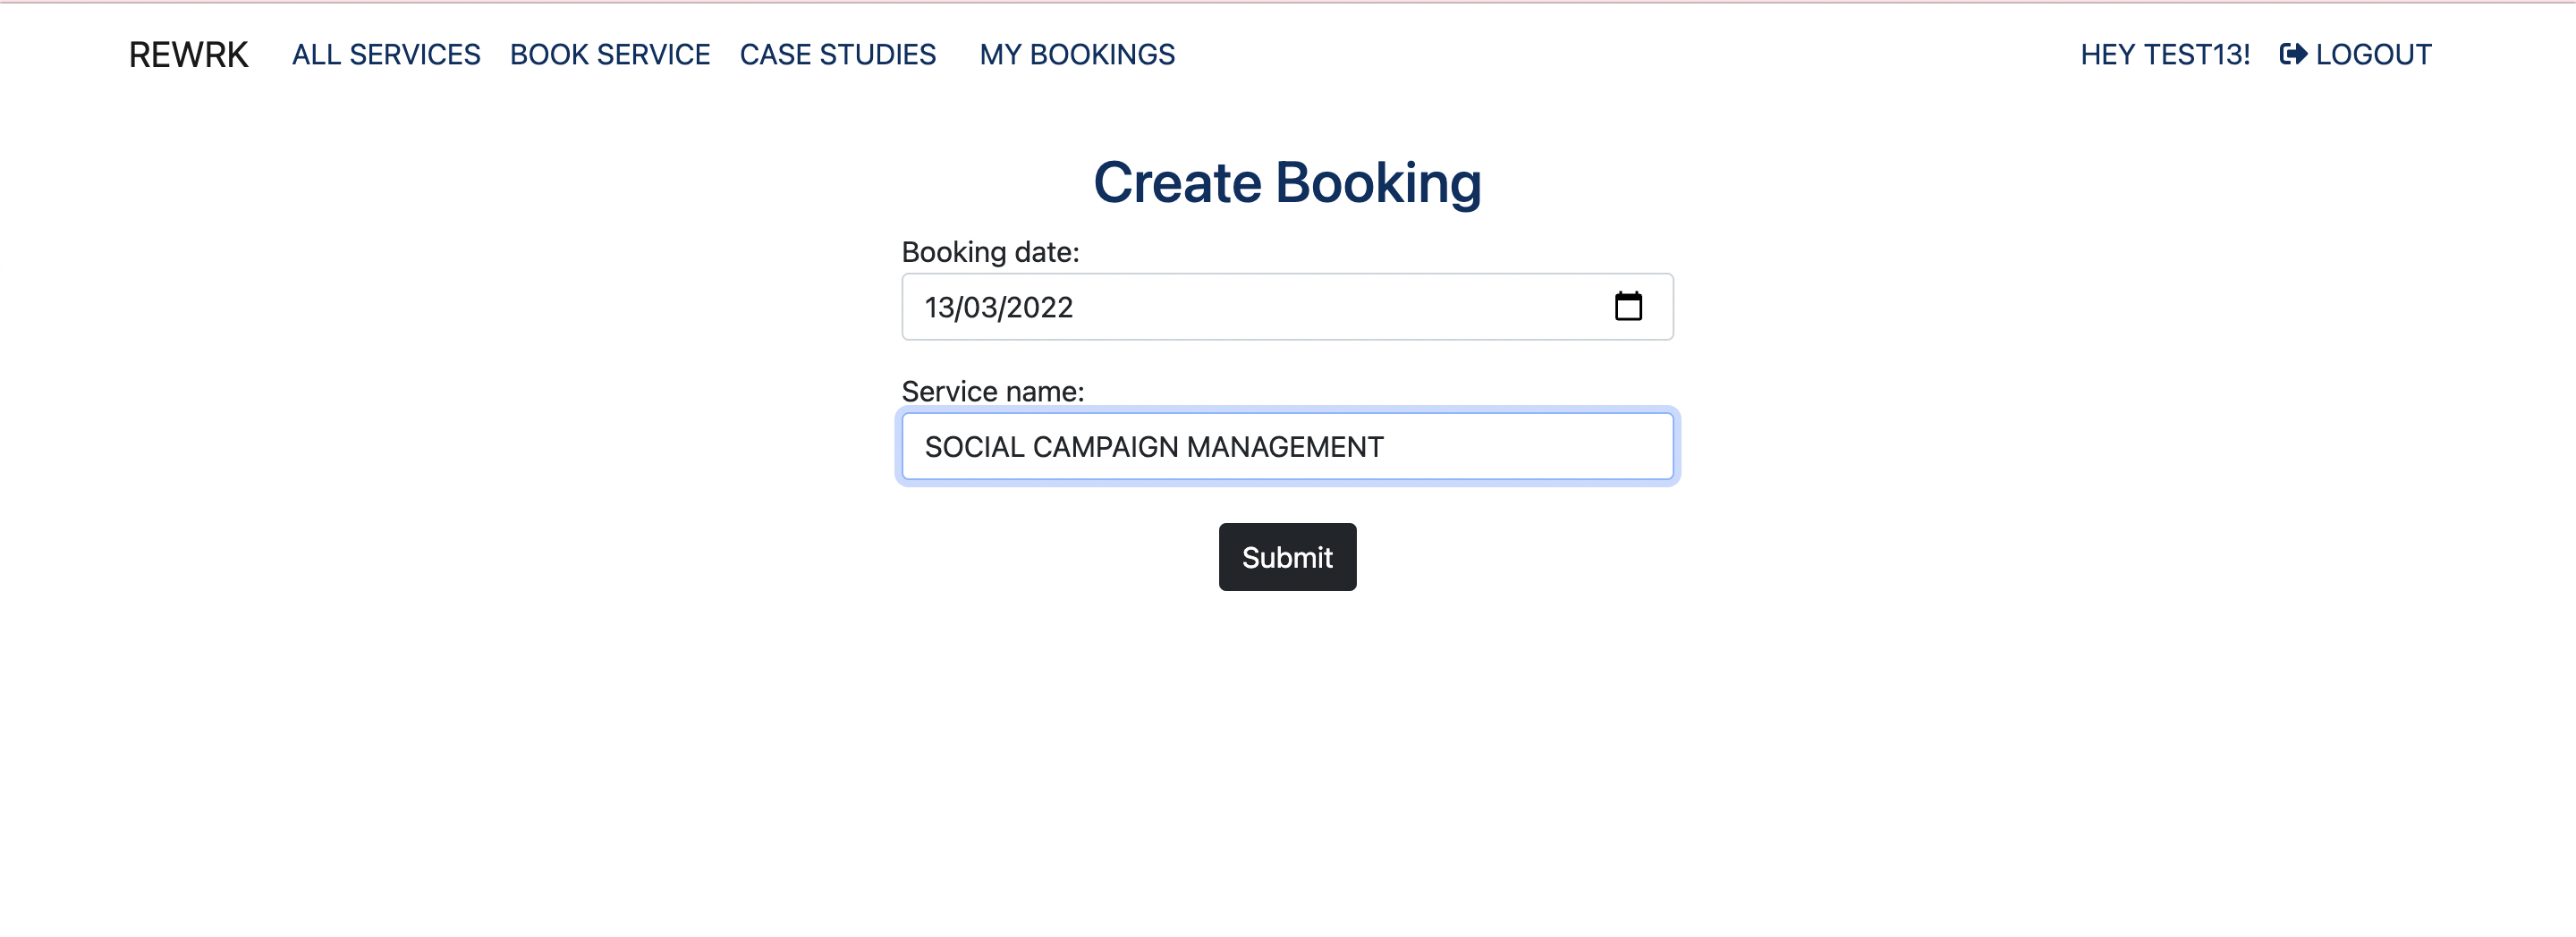 REWRK ALL SERVICES BOOK SERVICE CASE STUDIES MY BOOKINGS HEY TEST13! LOGOUT
Create Booking
Booking date:
13/03/2022
Service name:
SOCIAL CAMPAIGN MANAGEMENT
Submit